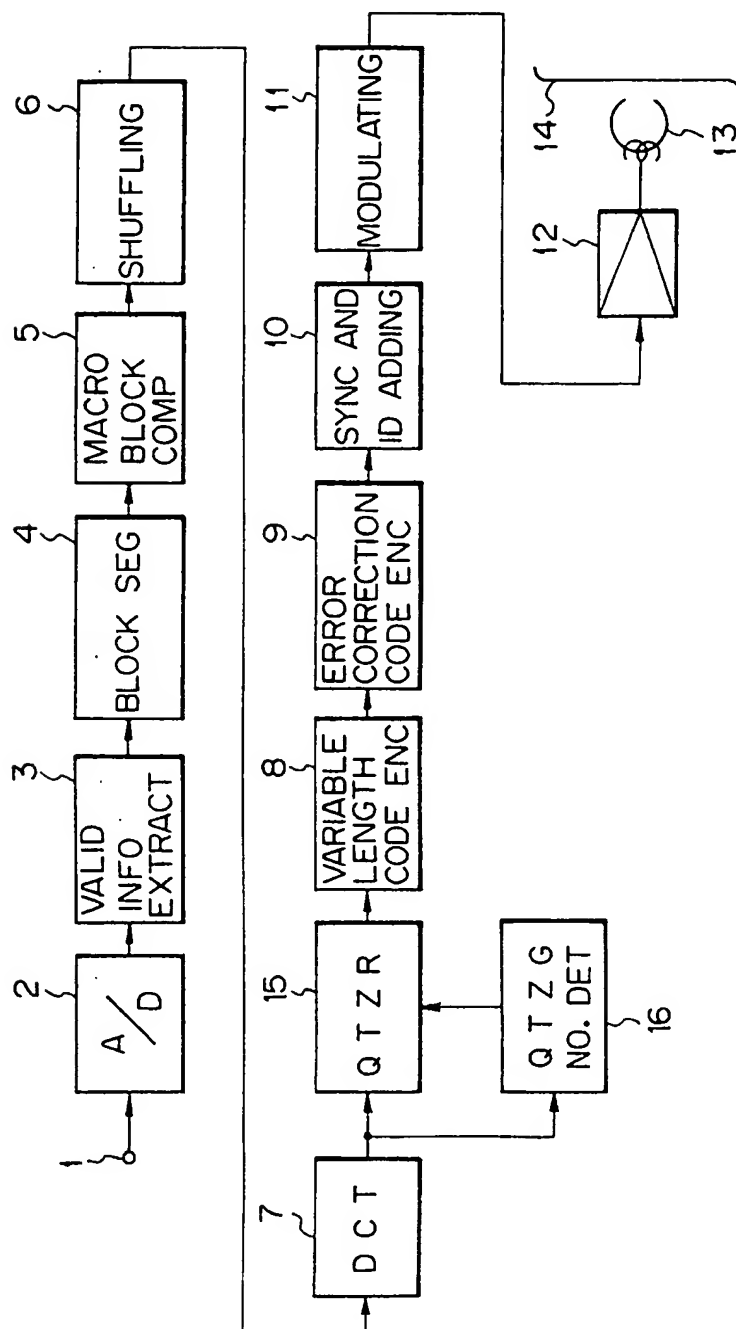 1
2
A/D
3
VALID
INFO
EXTRACT
4
BLOCK SEG
5
MACRO
BLOCK
COMP
6
SHUFFLING
7
DCT
15
QTZR
16
QTZG
NO. DET
8
VARIABLE
LENGTH
CODE ENC
9
ERROR
CORRECTION
CODE ENC
10
SYNC AND
ID ADDING
11
MODULATING
12
13
14